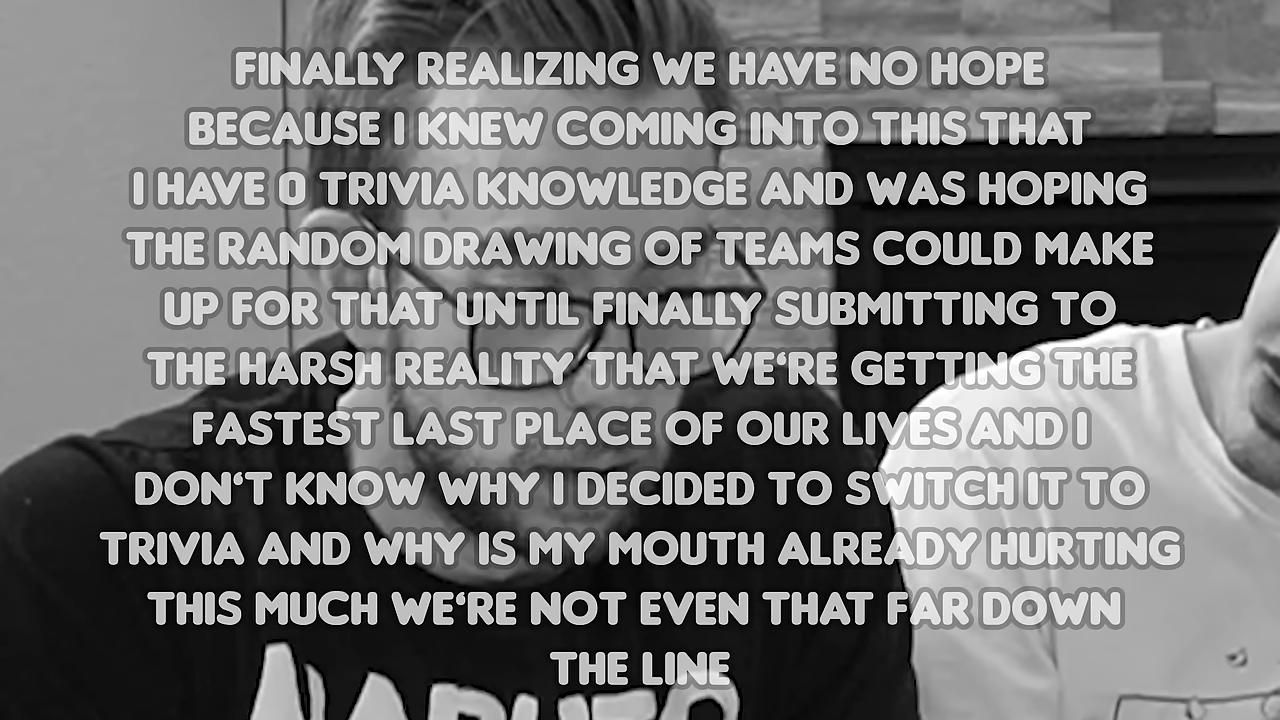 FINALLY REALIZING WE HAVE NO HOPE
BECAUSE I KNEW COMING INTO THIS THAT
I HAVE 0 TRIVIA KNOWLEDGE AND WAS HOPING
THE RANDOM DRAWING OF TEAMS COULD MAKE
UP FOR THAT UNTIL FINALLY SUBMITTING TO
THE HARSH REALITY THAT WE'RE GETTING THE
FASTEST LAST PLACE OF OUR LIVES AND I
DON'T KNOW WHY I DECIDED TO SWITCH IT TO
TRIVIA AND WHY IS MY MOUTH ALREADY HURTING
THIS MUCH WE'RE NOT EVEN THAT FAR DOWN
THE LINE
NARUTO